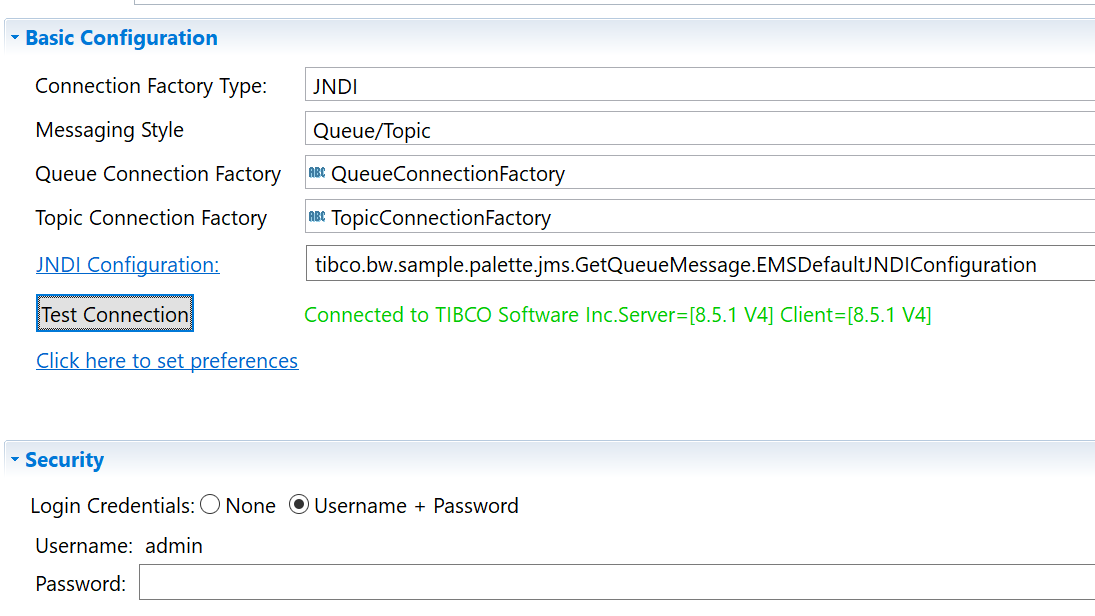 Basic Configuration
Connection Factory Type: JNDI
Messaging Style Queue/Topic
Queue Connection Factory ABC QueueConnectionFactory
Topic Connection Factory ABC TopicConnectionFactory
JNDI Configuration: tibco.bw.sample.palette.jms.GetQueueMessage.EMSDefaultJNDIConfiguration
Test Connection Connected to TIBCO Software Inc.Server=[8.5.1 V4] Client=[8.5.1 V4]
Click here to set preferences
Security
Login Credentials: None Username + Password
Username: admin
Password: